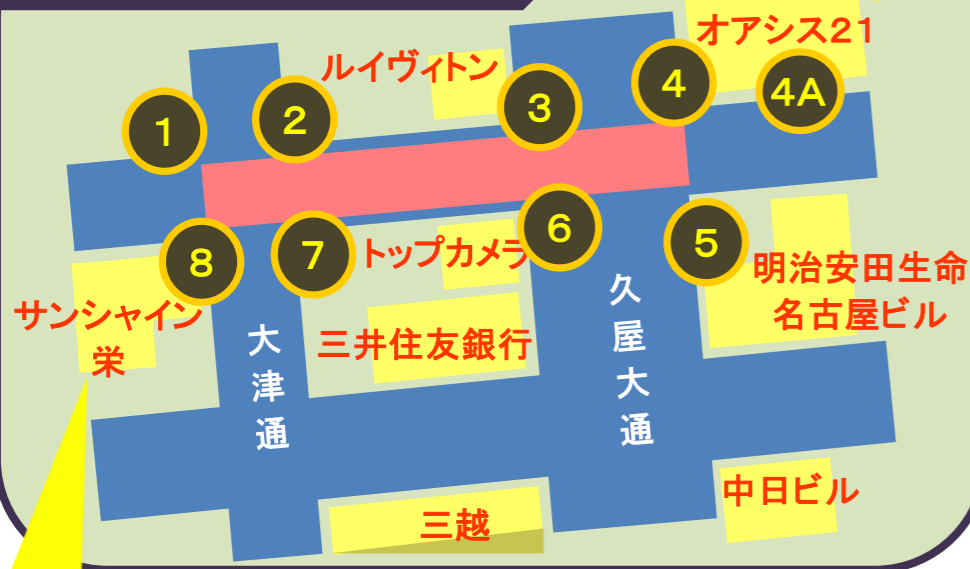 オアシス２１
ルイヴィトン
１
２
３
４
４Ａ
８
７
トップカメラ
６
５
明治安田生命
名古屋ビル
サンシャイン
栄
大津通
三井住友銀行
久屋大通
三越
中日ビル